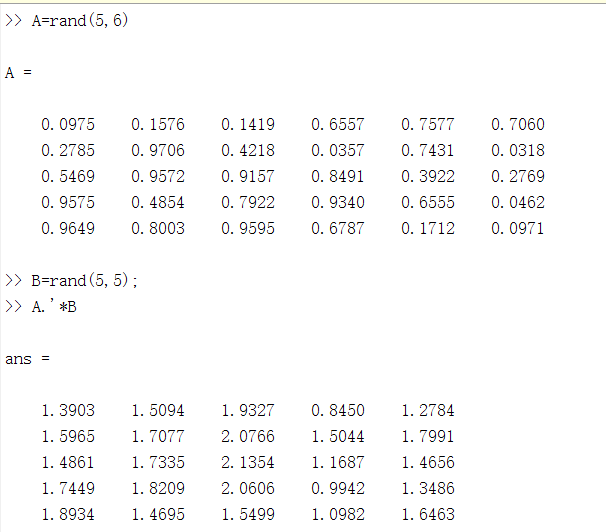 >> A=rand(5,6)
A =
0.0975 0.1576 0.1419 0.6557 0.7577 0.7060
0.2785 0.9706 0.4218 0.0357 0.7431 0.0318
0.5469 0.9572 0.9157 0.8491 0.3922 0.2769
0.9575 0.4854 0.7922 0.9340 0.6555 0.0462
0.9649 0.8003 0.9595 0.6787 0.1712 0.0971
>> B=rand(5,5);
>> A.'*B
ans =
1.3903 1.5094 1.9327 0.8450 1.2784
1.5965 1.7077 2.0766 1.5044 1.7991
1.4861 1.7335 2.1354 1.1687 1.4656
1.7449 1.8209 2.0606 0.9942 1.3486
1.8934 1.4695 1.5499 1.0982 1.6463